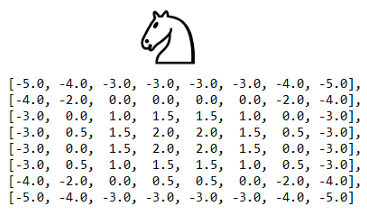 [-5.0, -4.0, -3.0, -3.0, -3.0, -3.0, -4.0, -5.0],
[-4.0, -2.0, 0.0, 0.0, 0.0, 0.0, -2.0, -4.0],
[-3.0, 0.0, 1.0, 1.5, 1.5, 1.0, 0.0, -3.0],
[-3.0, 0.5, 1.5, 2.0, 2.0, 1.5, 0.5, -3.0],
[-3.0, 0.0, 1.5, 2.0, 2.0, 1.5, 0.0, -3.0],
[-3.0, 0.5, 1.0, 1.5, 1.5, 1.0, 0.5, -3.0],
[-4.0, -2.0, 0.0, 0.5, 0.5, 0.0, -2.0, -4.0],
[-5.0, -4.0, -3.0, -3.0, -3.0, -3.0, -4.0, -5.0]